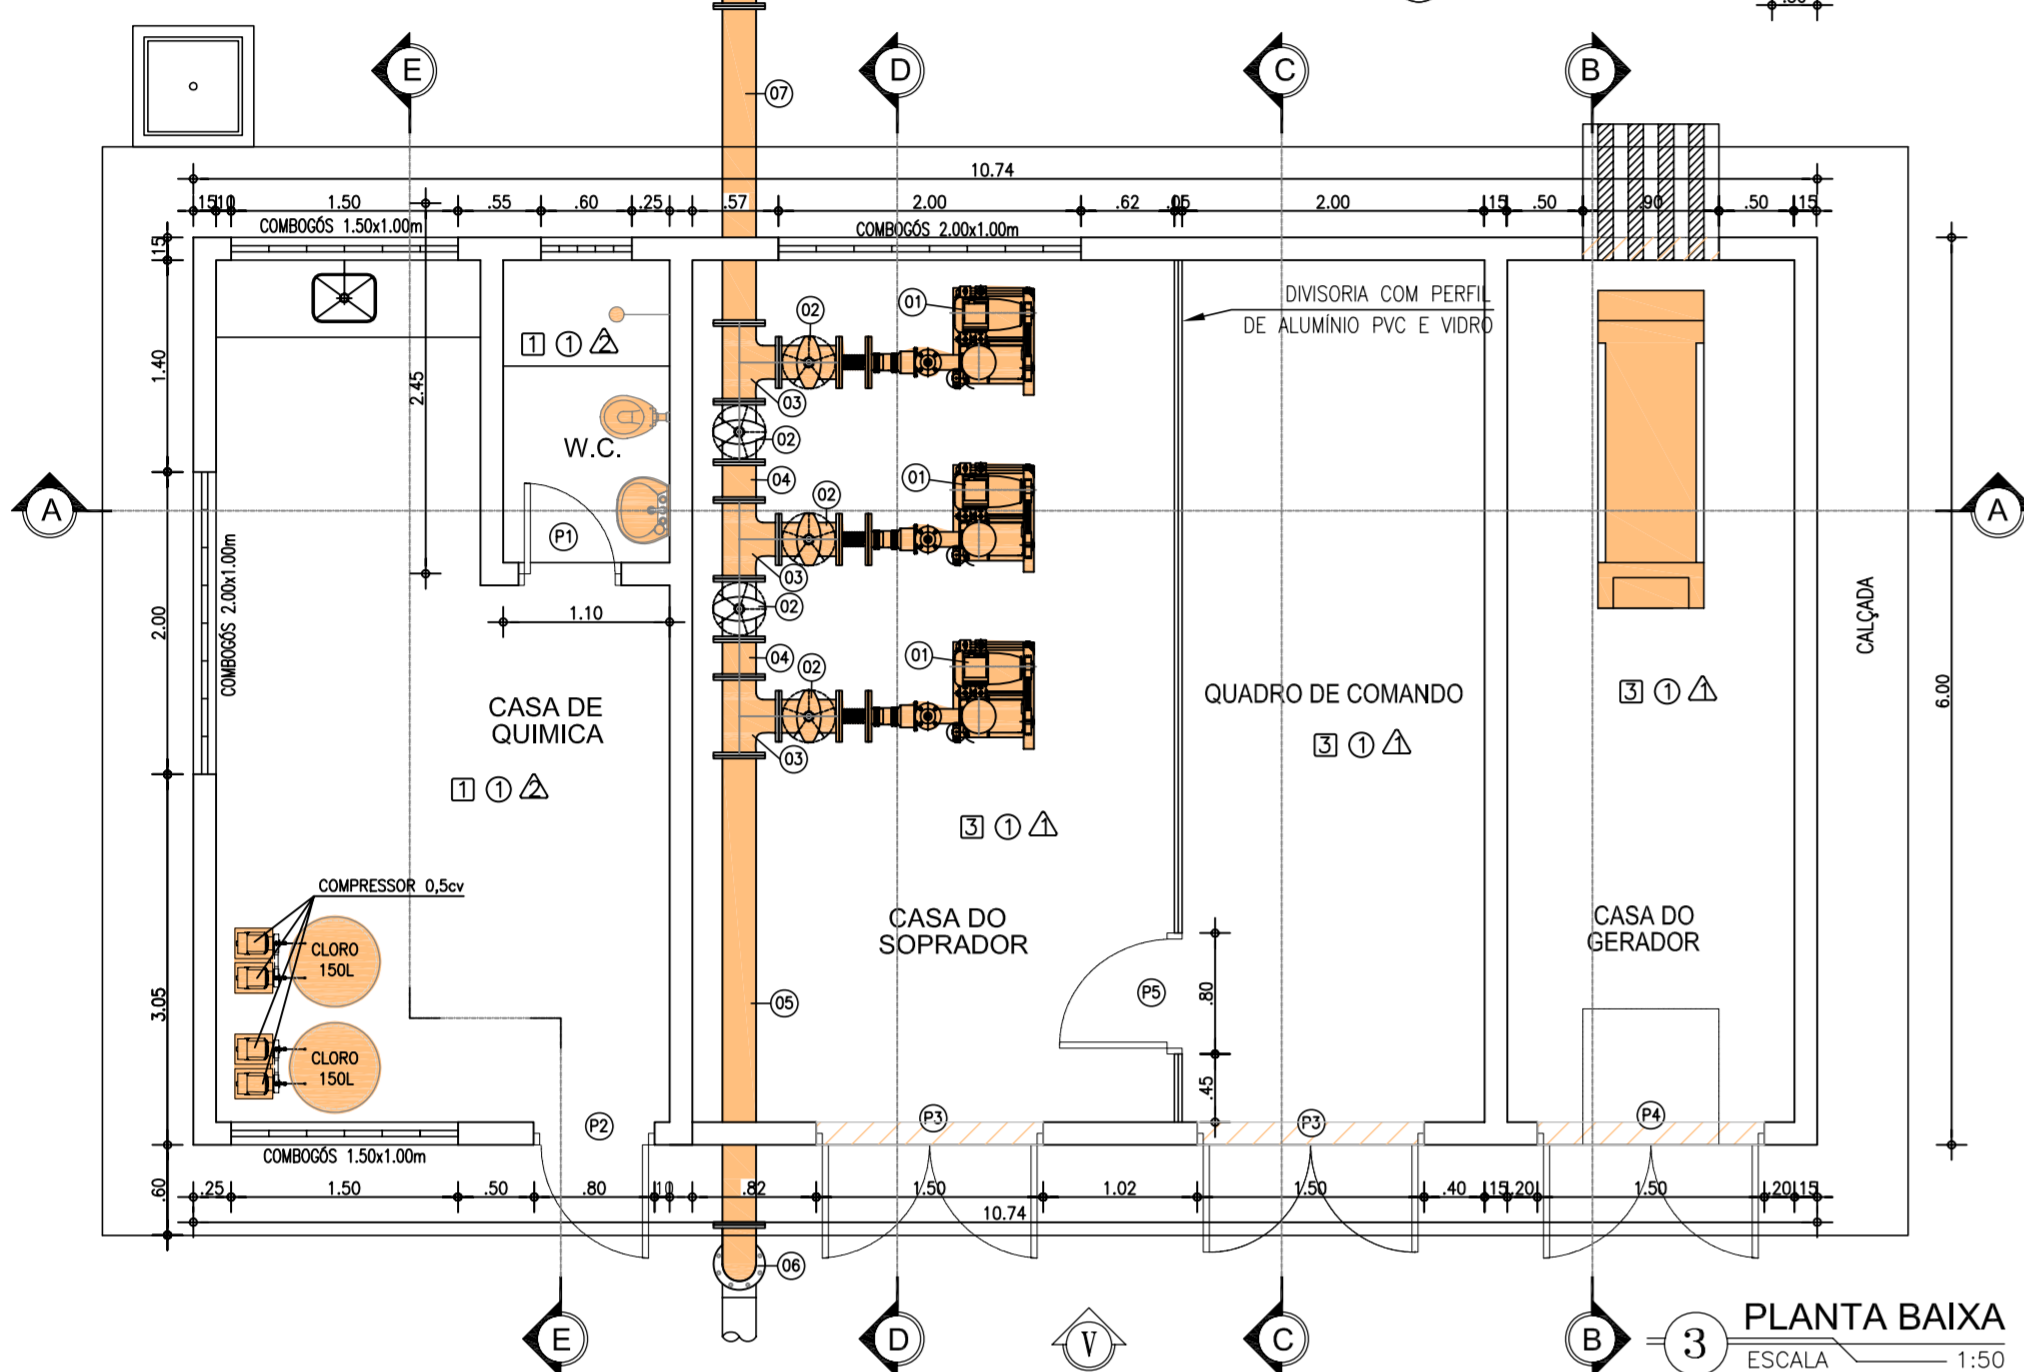 .50
E
D
C
B
07
10.74
.15
.10
1.50
.55
.60
.25
.57
2.00
.62
.05
2.00
.15
.50
.90
.50
.15
COMBOGÓS 1.50x1.00m
COMBOGÓS 2.00x1.00m
.15
1.40
2.00
3.05
.60
2.45
COMBOGÓS 2.00x1.00m
1 1 2
W.C.
P1
1.10
02
01
03
02
04
02
01
03
02
04
02
01
03
DIVISORIA COM PERFIL
DE ALUMÍNIO PVC E VIDRO
A
A
CALÇADA
6.00
CASA DE
QUIMICA
1 1 2
QUADRO DE COMANDO
3 1 1
3 1 1
3 1 1
COMPRESSOR 0,5cv
CLORO
150L
CLORO
150L
CASA DO
SOPRADOR
CASA DO
GERADOR
P5
.80
.45
05
P2
P3
P3
P4
COMBOGÓS 1.50x1.00m
.25
1.50
.50
.80
.10
.82
1.50
1.02
1.50
.40
.15
.20
1.50
.20
.15
10.74
06
E
D
V
C
B
3
PLANTA BAIXA
ESCALA 1:50